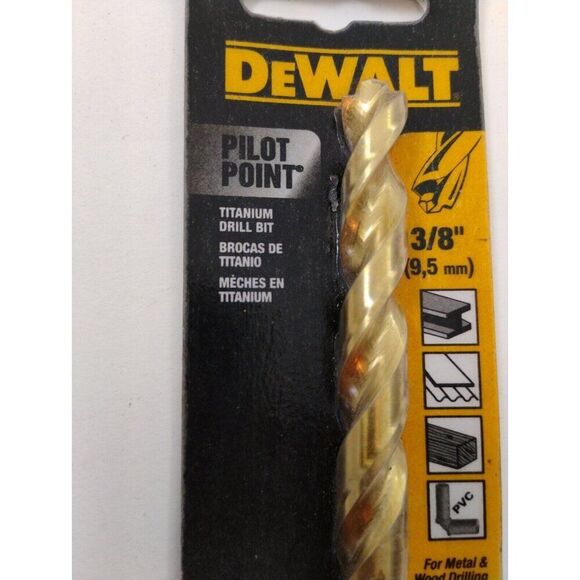 DEWALT
PILOT
POINT®
TITANIUM
DRILL BIT
BROCAS DE
TITANIO
MÈCHES EN
TITANIUM
3/8"
(9,5 mm)
PVC
For Metal &
Wood Drilling